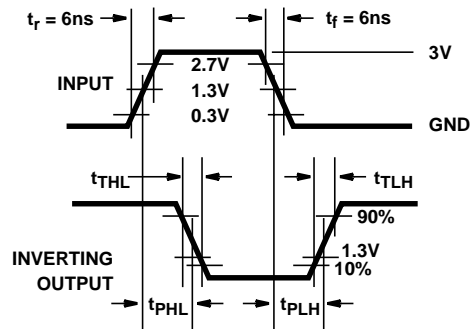 tr = 6ns
tf = 6ns
3V
INPUT
2.7V
1.3V
0.3V
GND
tTHL
tTLH
90%
1.3V
10%
INVERTING
OUTPUT
tPHL
tPLH